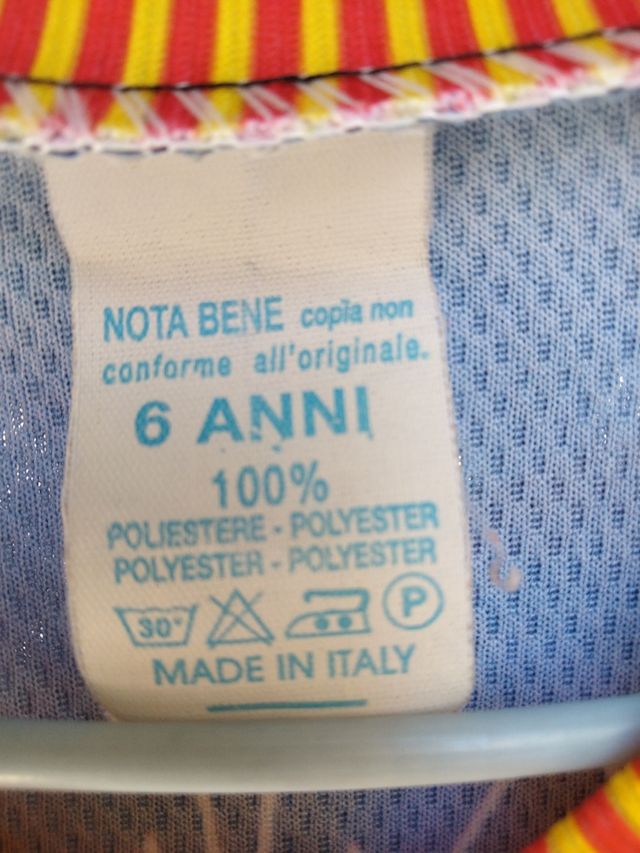 NOTA BENE copia non
conforme all'originale.
6 ANNI
100%
POLIESTERE - POLYESTER
POLYESTER - POLYESTER
30°
P
MADE IN ITALY